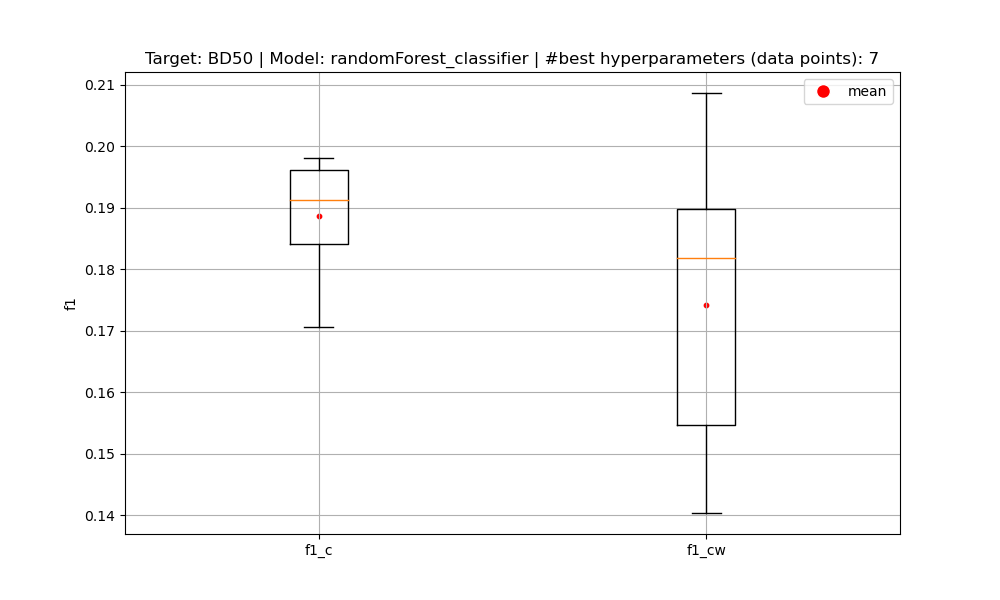 Target: BD50 | Model: randomForest_classifier | #best hyperparameters (data points): 7
mean
f1
0.21
0.20
0.19
0.18
0.17
0.16
0.15
0.14
f1_c
f1_cw